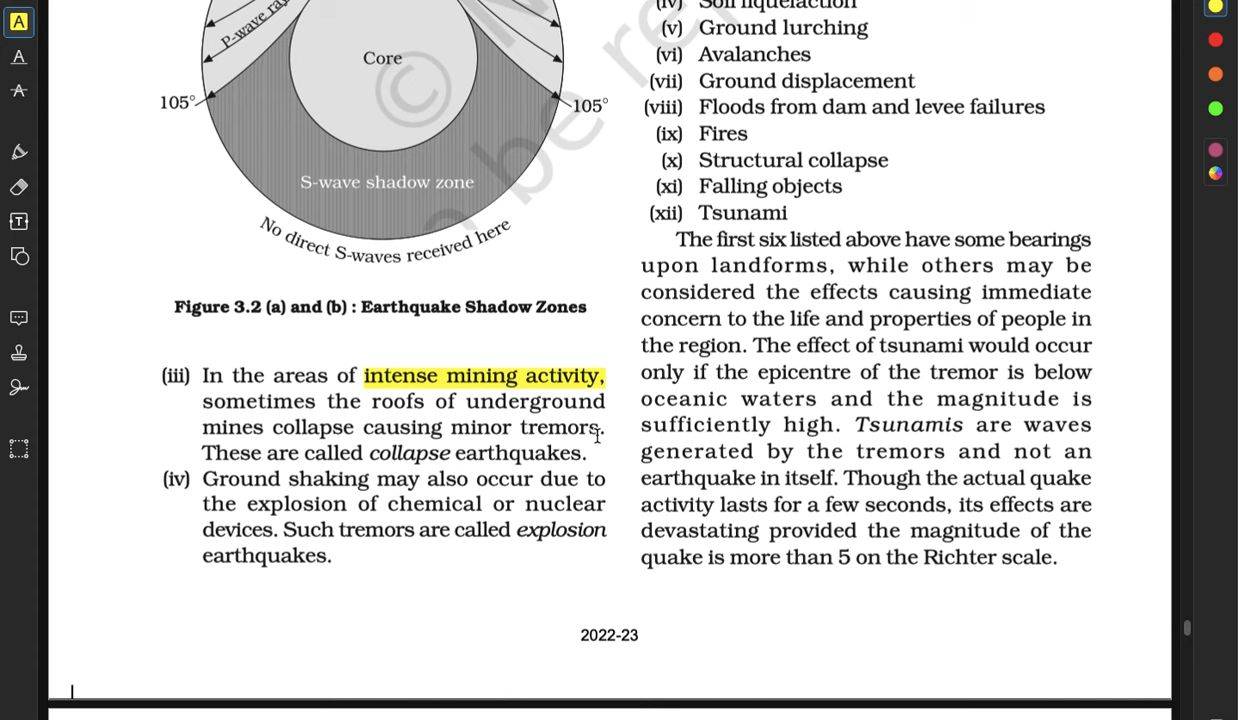 P-wave ra
Core
105°
105°
S-wave shadow zone
No direct S-waves received here
Figure 3.2 (a) and (b) : Earthquake Shadow Zones
(iii) In the areas of intense mining activity,
sometimes the roofs of underground
mines collapse causing minor tremors.
These are called collapse earthquakes.
(iv) Ground shaking may also occur due to
the explosion of chemical or nuclear
devices. Such tremors are called explosion
earthquakes.
(iv) Soil liquefaction
(v) Ground lurching
(vi) Avalanches
(vii) Ground displacement
(viii) Floods from dam and levee failures
(ix) Fires
(x) Structural collapse
(xi) Falling objects
(xii) Tsunami
The first six listed above have some bearings
upon landforms, while others may be
considered the effects causing immediate
concern to the life and properties of people in
the region. The effect of tsunami would occur
only if the epicentre of the tremor is below
oceanic waters and the magnitude is
sufficiently high. Tsunamis are waves
generated by the tremors and not an
earthquake in itself. Though the actual quake
activity lasts for a few seconds, its effects are
devastating provided the magnitude of the
quake is more than 5 on the Richter scale.
2022-23